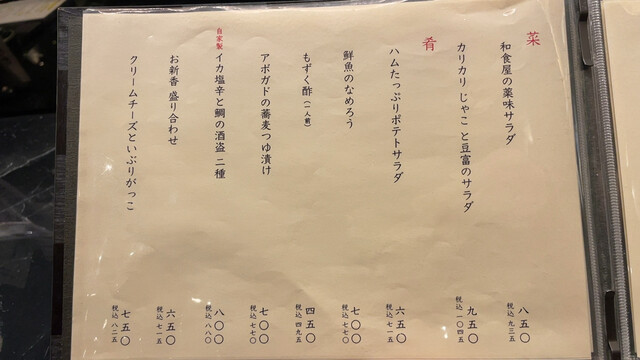 菜
和食屋の薬味サラダ
八五〇
税込 九三五
カリカリ じゃこ と豆富のサラダ
九五〇
税込 一〇四五
肴
ハムたっぷりポテトサラダ
六五〇
税込 七一五
鮮魚のなめろう
七〇〇
税込 七七〇
もずく酢（一人前）
四五〇
税込 四九五
アボガドの蕎麦つゆ漬け
七〇〇
税込 七七〇
自家製 イカ塩辛と鯛の酒盗 二種
八〇〇
税込 八八〇
お新香 盛り合わせ
六五〇
税込 七一五
クリームチーズといぶりがっこ
七五〇
税込 八二五